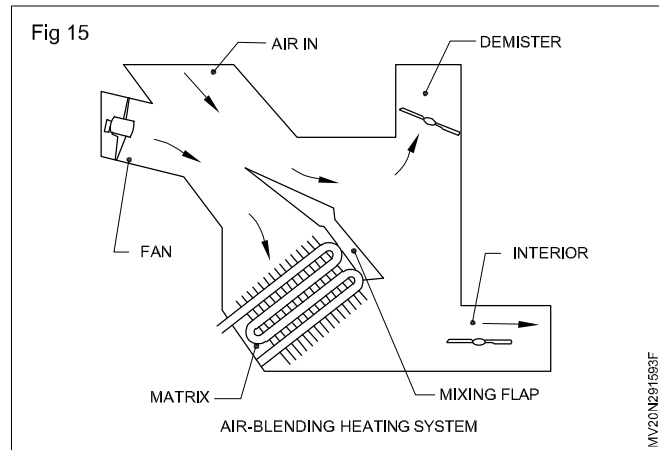 Fig 15
AIR IN
DEMISTER
FAN
INTERIOR
MATRIX
MIXING FLAP
AIR-BLENDING HEATING SYSTEM
MV20N291593F